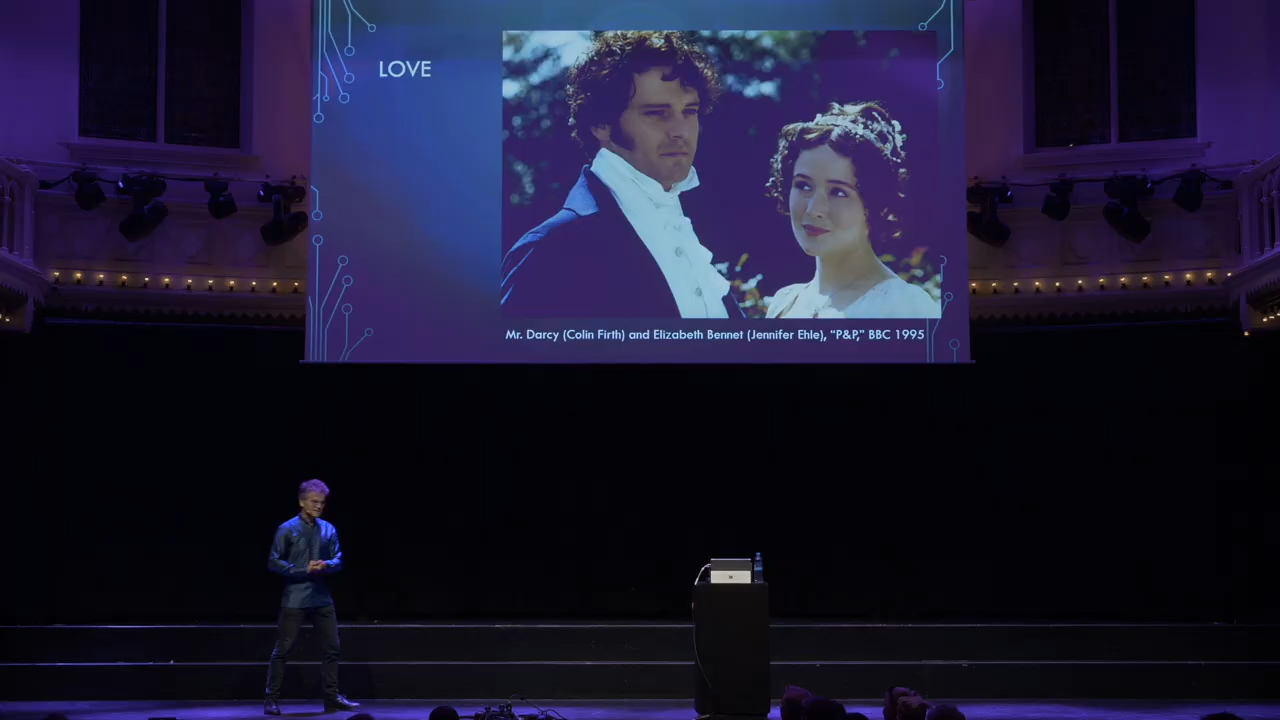 LOVE
Mr. Darcy (Colin Firth) and Elizabeth Bennet (Jennifer Ehle), “P&P,” BBC 1995